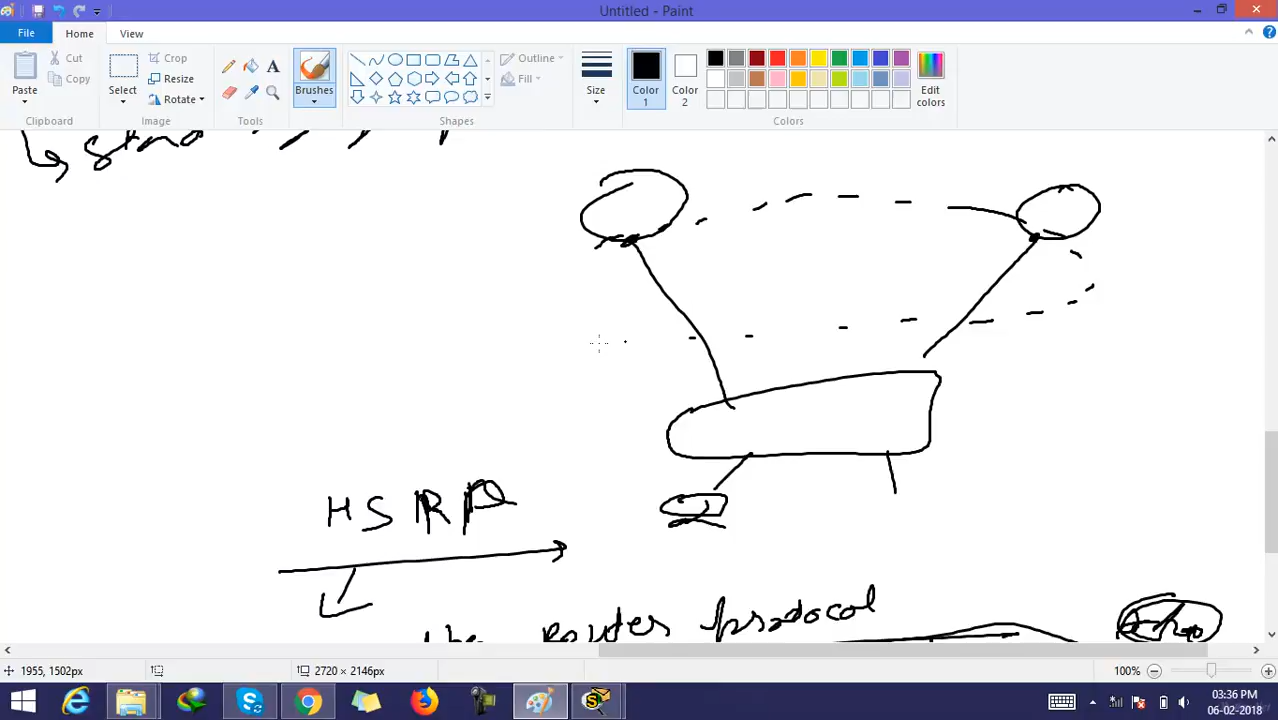 Untitled - Paint
File Home View
Paste
Cut
Copy
Clipboard
Select
Crop
Resize
Rotate
Image
Tools
Brushes
Shapes
Outline
Fill
Size
Color 1
Color 2
Edit colors
Colors
HSRP
router protocol
1955, 1502px
2720 × 2146px
100%
03:36 PM
06-02-2018